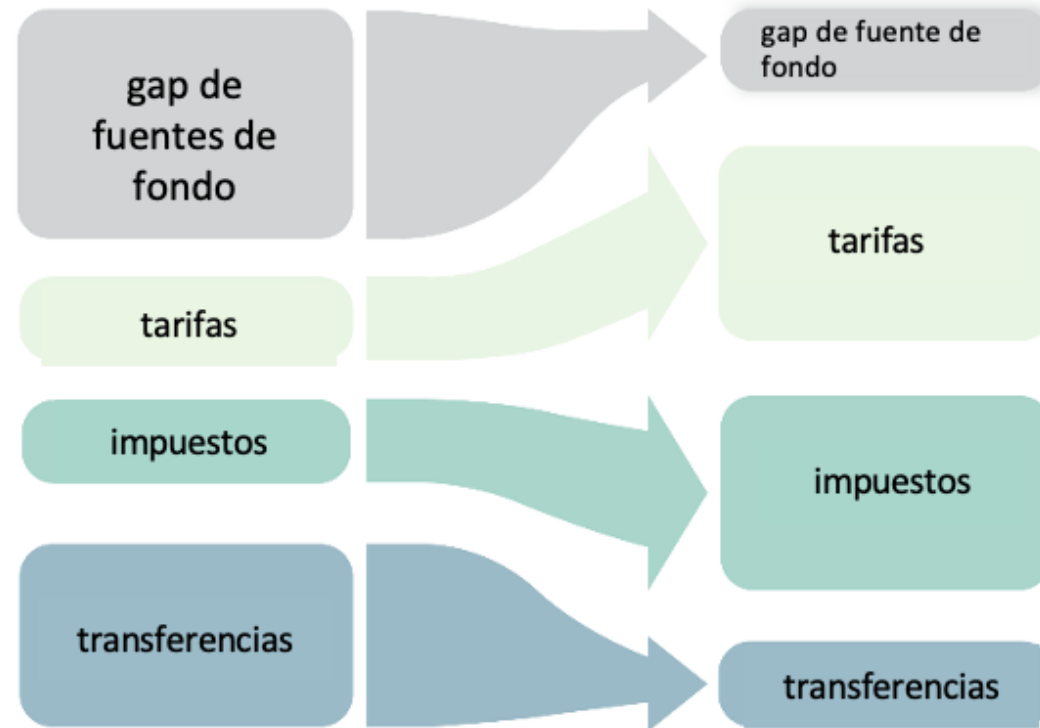 gap de
fuentes de
fondo
gap de fuente de
fondo
tarifas
tarifas
impuestos
impuestos
transferencias
transferencias